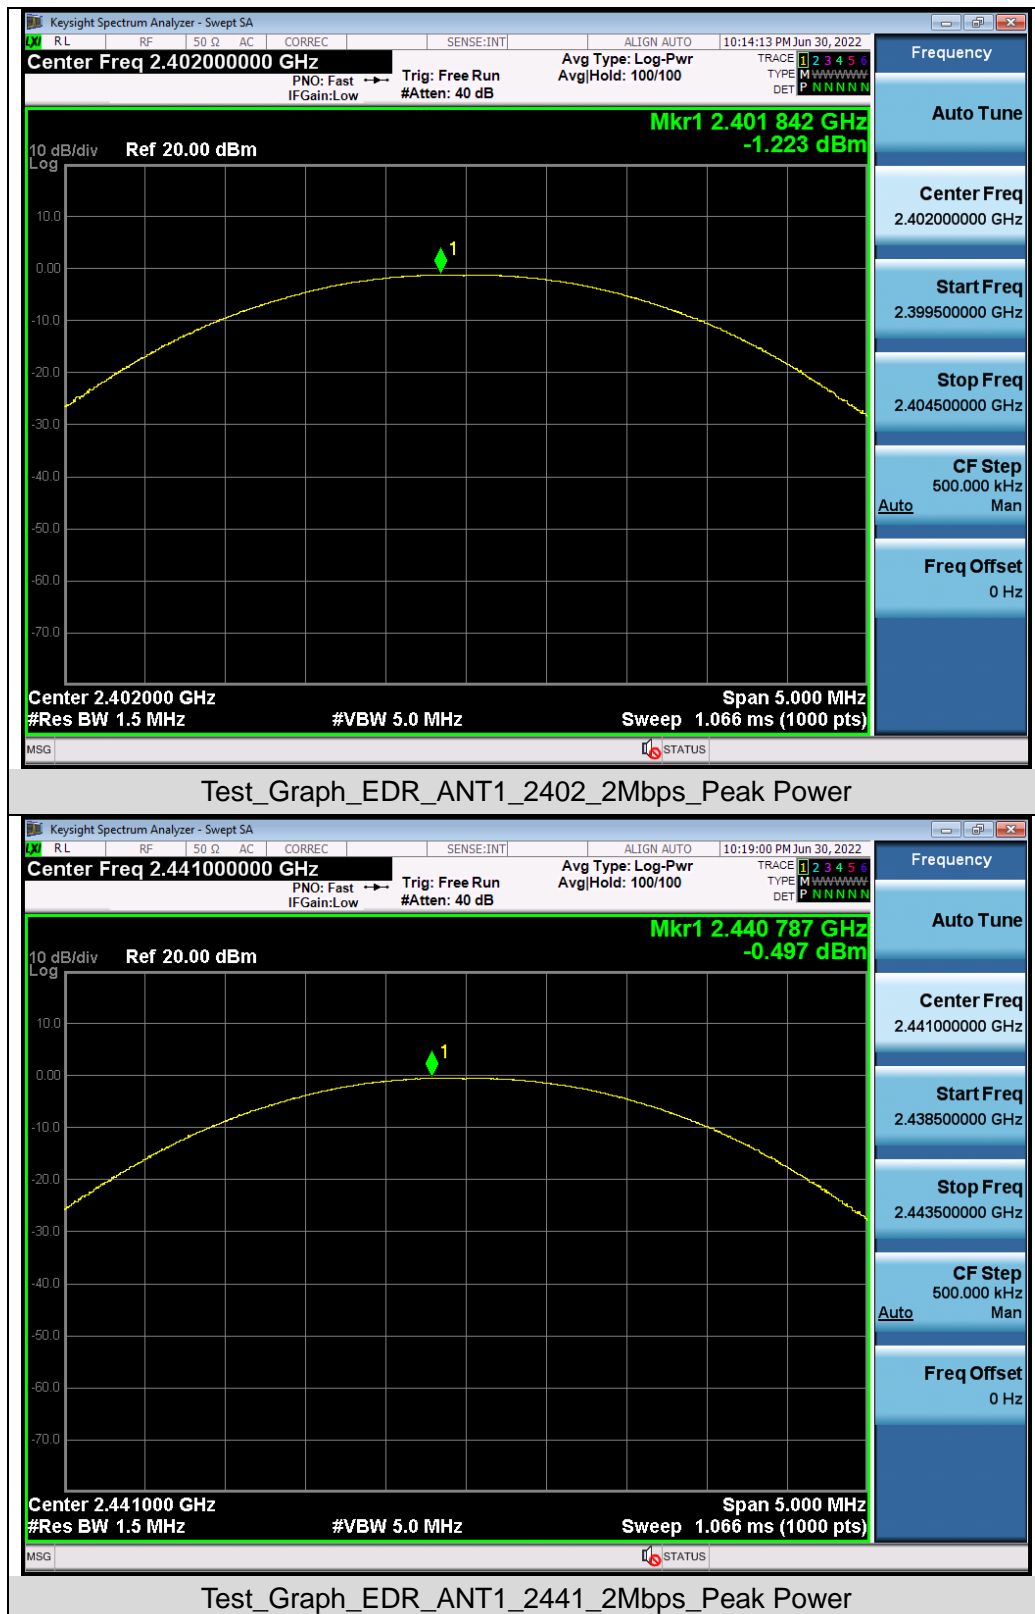 Keysight Spectrum Analyzer - Swept SA
LXI RL RF 50 Ω AC CORREC SENSE:INT ALIGN AUTO 10:14:13 PM Jun 30, 2022
Center Freq 2.402000000 GHz
PNO: Fast
IFGain:Low
Trig: Free Run
#Atten: 40 dB
Avg Type: Log-Pwr
Avg|Hold: 100/100
TRACE 1 2 3 4 5 6
TYPE M WWWWW
DET P N N N N N
Mkr1 2.401 842 GHz
-1.223 dBm
10 dB/div Ref 20.00 dBm
Log
10.0
0.00
1
-10.0
-20.0
-30.0
-40.0
-50.0
-60.0
-70.0
Center 2.402000 GHz Span 5.000 MHz
#Res BW 1.5 MHz #VBW 5.0 MHz Sweep 1.066 ms (1000 pts)
MSG STATUS
Frequency
Auto Tune
Center Freq
2.402000000 GHz
Start Freq
2.399500000 GHz
Stop Freq
2.404500000 GHz
CF Step
500.000 kHz
Auto Man
Freq Offset
0 Hz
Test_Graph_EDR_ANT1_2402_2Mbps_Peak Power
Keysight Spectrum Analyzer - Swept SA
LXI RL RF 50 Ω AC CORREC SENSE:INT ALIGN AUTO 10:19:00 PM Jun 30, 2022
Center Freq 2.441000000 GHz
PNO: Fast
IFGain:Low
Trig: Free Run
#Atten: 40 dB
Avg Type: Log-Pwr
Avg|Hold: 100/100
TRACE 1 2 3 4 5 6
TYPE M WWWWW
DET P N N N N N
Mkr1 2.440 787 GHz
-0.497 dBm
10 dB/div Ref 20.00 dBm
Log
10.0
0.00
1
-10.0
-20.0
-30.0
-40.0
-50.0
-60.0
-70.0
Center 2.441000 GHz Span 5.000 MHz
#Res BW 1.5 MHz #VBW 5.0 MHz Sweep 1.066 ms (1000 pts)
MSG STATUS
Frequency
Auto Tune
Center Freq
2.441000000 GHz
Start Freq
2.438500000 GHz
Stop Freq
2.443500000 GHz
CF Step
500.000 kHz
Auto Man
Freq Offset
0 Hz
Test_Graph_EDR_ANT1_2441_2Mbps_Peak Power